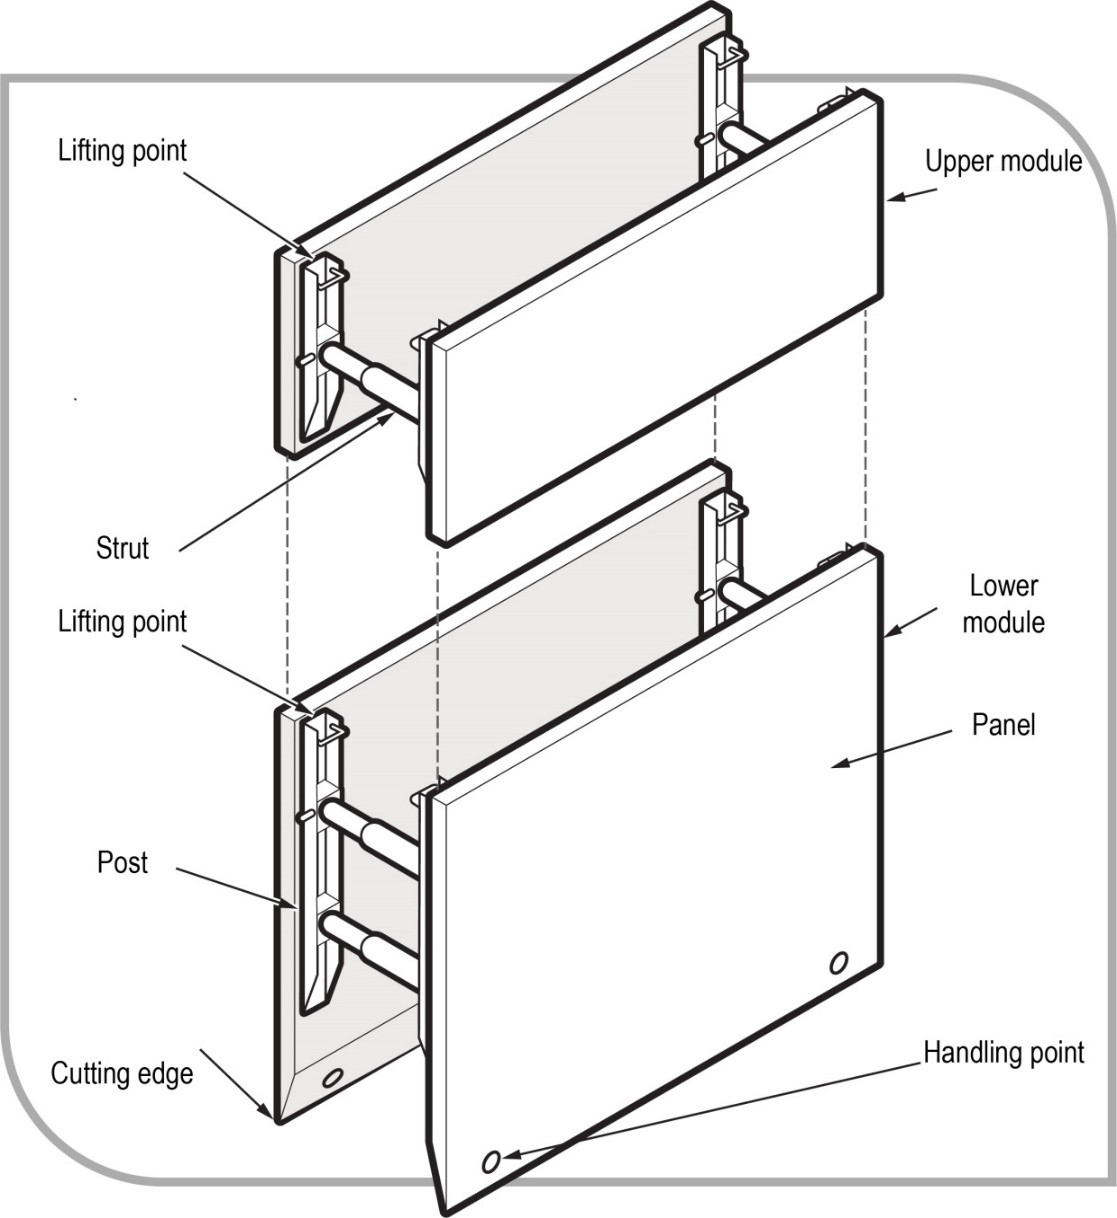 Lifting point
Upper module
Strut
Lifting point
Lower
module
Panel
Post
Handling point
Cutting edge